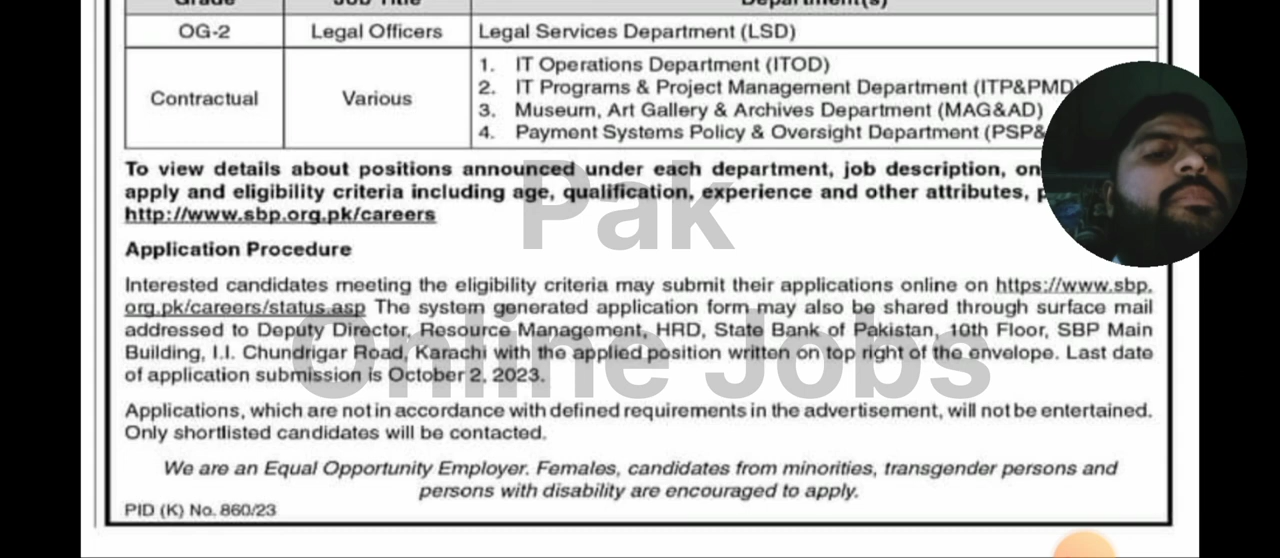 Grade Job Title Department(s)
OG-2 Legal Officers Legal Services Department (LSD)
Contractual Various
1. IT Operations Department (ITOD)
2. IT Programs & Project Management Department (ITP&PMD)
3. Museum, Art Gallery & Archives Department (MAG&AD)
4. Payment Systems Policy & Oversight Department (PSP&
To view details about positions announced under each department, job description, on
apply and eligibility criteria including age, qualification, experience and other attributes, p
http://www.sbp.org.pk/careers
Application Procedure
Interested candidates meeting the eligibility criteria may submit their applications online on https://www.sbp.
org.pk/careers/status.asp The system generated application form may also be shared through surface mail
addressed to Deputy Director, Resource Management, HRD, State Bank of Pakistan, 10th Floor, SBP Main
Building, I.I. Chundrigar Road, Karachi with the applied position written on top right of the envelope. Last date
of application submission is October 2, 2023.
Applications, which are not in accordance with defined requirements in the advertisement, will not be entertained.
Only shortlisted candidates will be contacted.
We are an Equal Opportunity Employer. Females, candidates from minorities, transgender persons and
persons with disability are encouraged to apply.
PID (K) No. 860/23
Pak
Online Jobs